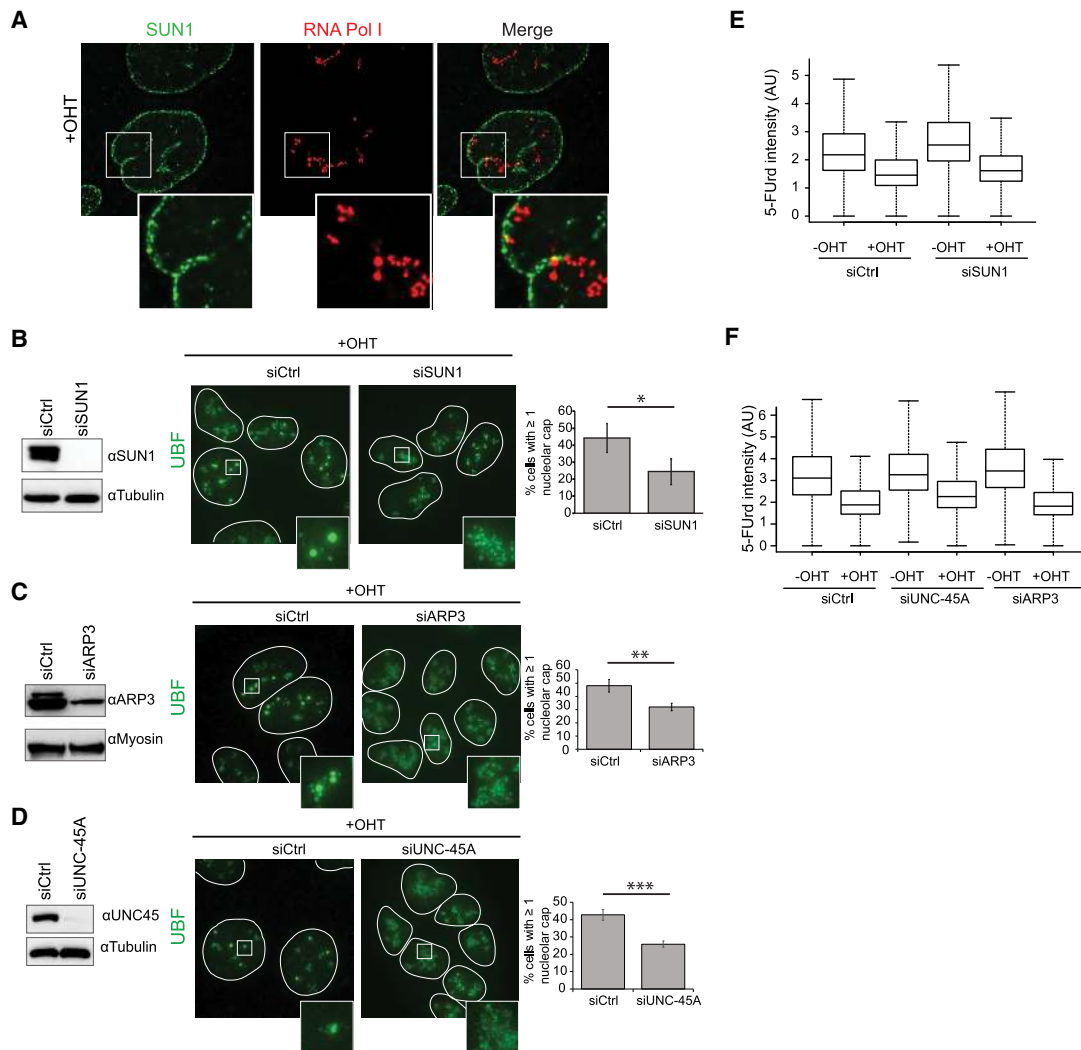 A
SUN1
RNA Pol I
Merge
+OHT
B
siCtrl
siSUN1
αSUN1
αTubulin
+OHT
siCtrl
siSUN1
UBF
% cells with ≥ 1
nucleolar cap
60
50
40
30
20
10
0
*
siCtrl
siSUN1
C
siCtrl
siARP3
αARP3
αMyosin
+OHT
siCtrl
siARP3
UBF
% cells with ≥ 1
nucleolar cap
60
50
40
30
20
10
0
**
siCtrl
siARP3
D
siCtrl
siUNC-45A
αUNC45
αTubulin
+OHT
siCtrl
siUNC-45A
UBF
% cells with ≥ 1
nucleolar cap
50
40
30
20
10
0
***
siCtrl
siUNC-45A
E
5-FUrd intensity (AU)
5
4
3
2
1
0
-OHT +OHT -OHT +OHT
siCtrl siSUN1
F
5-FUrd intensity (AU)
6
5
4
3
2
1
0
-OHT +OHT -OHT +OHT -OHT +OHT
siCtrl siUNC-45A siARP3